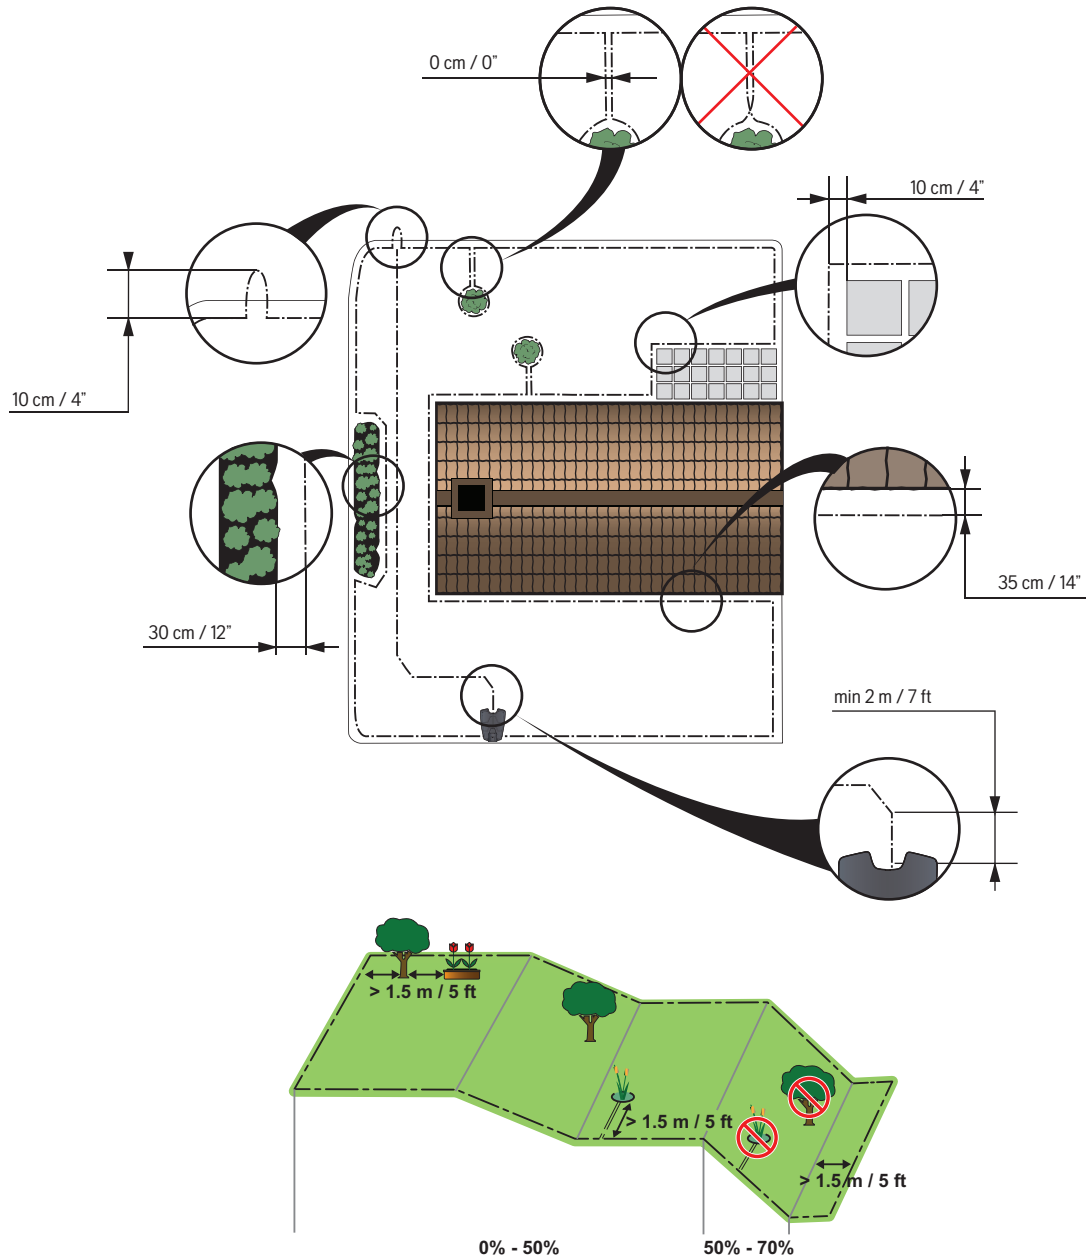 0 cm / 0”
10 cm / 4”
10 cm / 4”
30 cm / 12”
35 cm / 14”
min 2 m / 7 ft
> 1.5 m / 5 ft
> 1.5 m / 5 ft
> 1.5 m / 5 ft
0% - 50%
50% - 70%